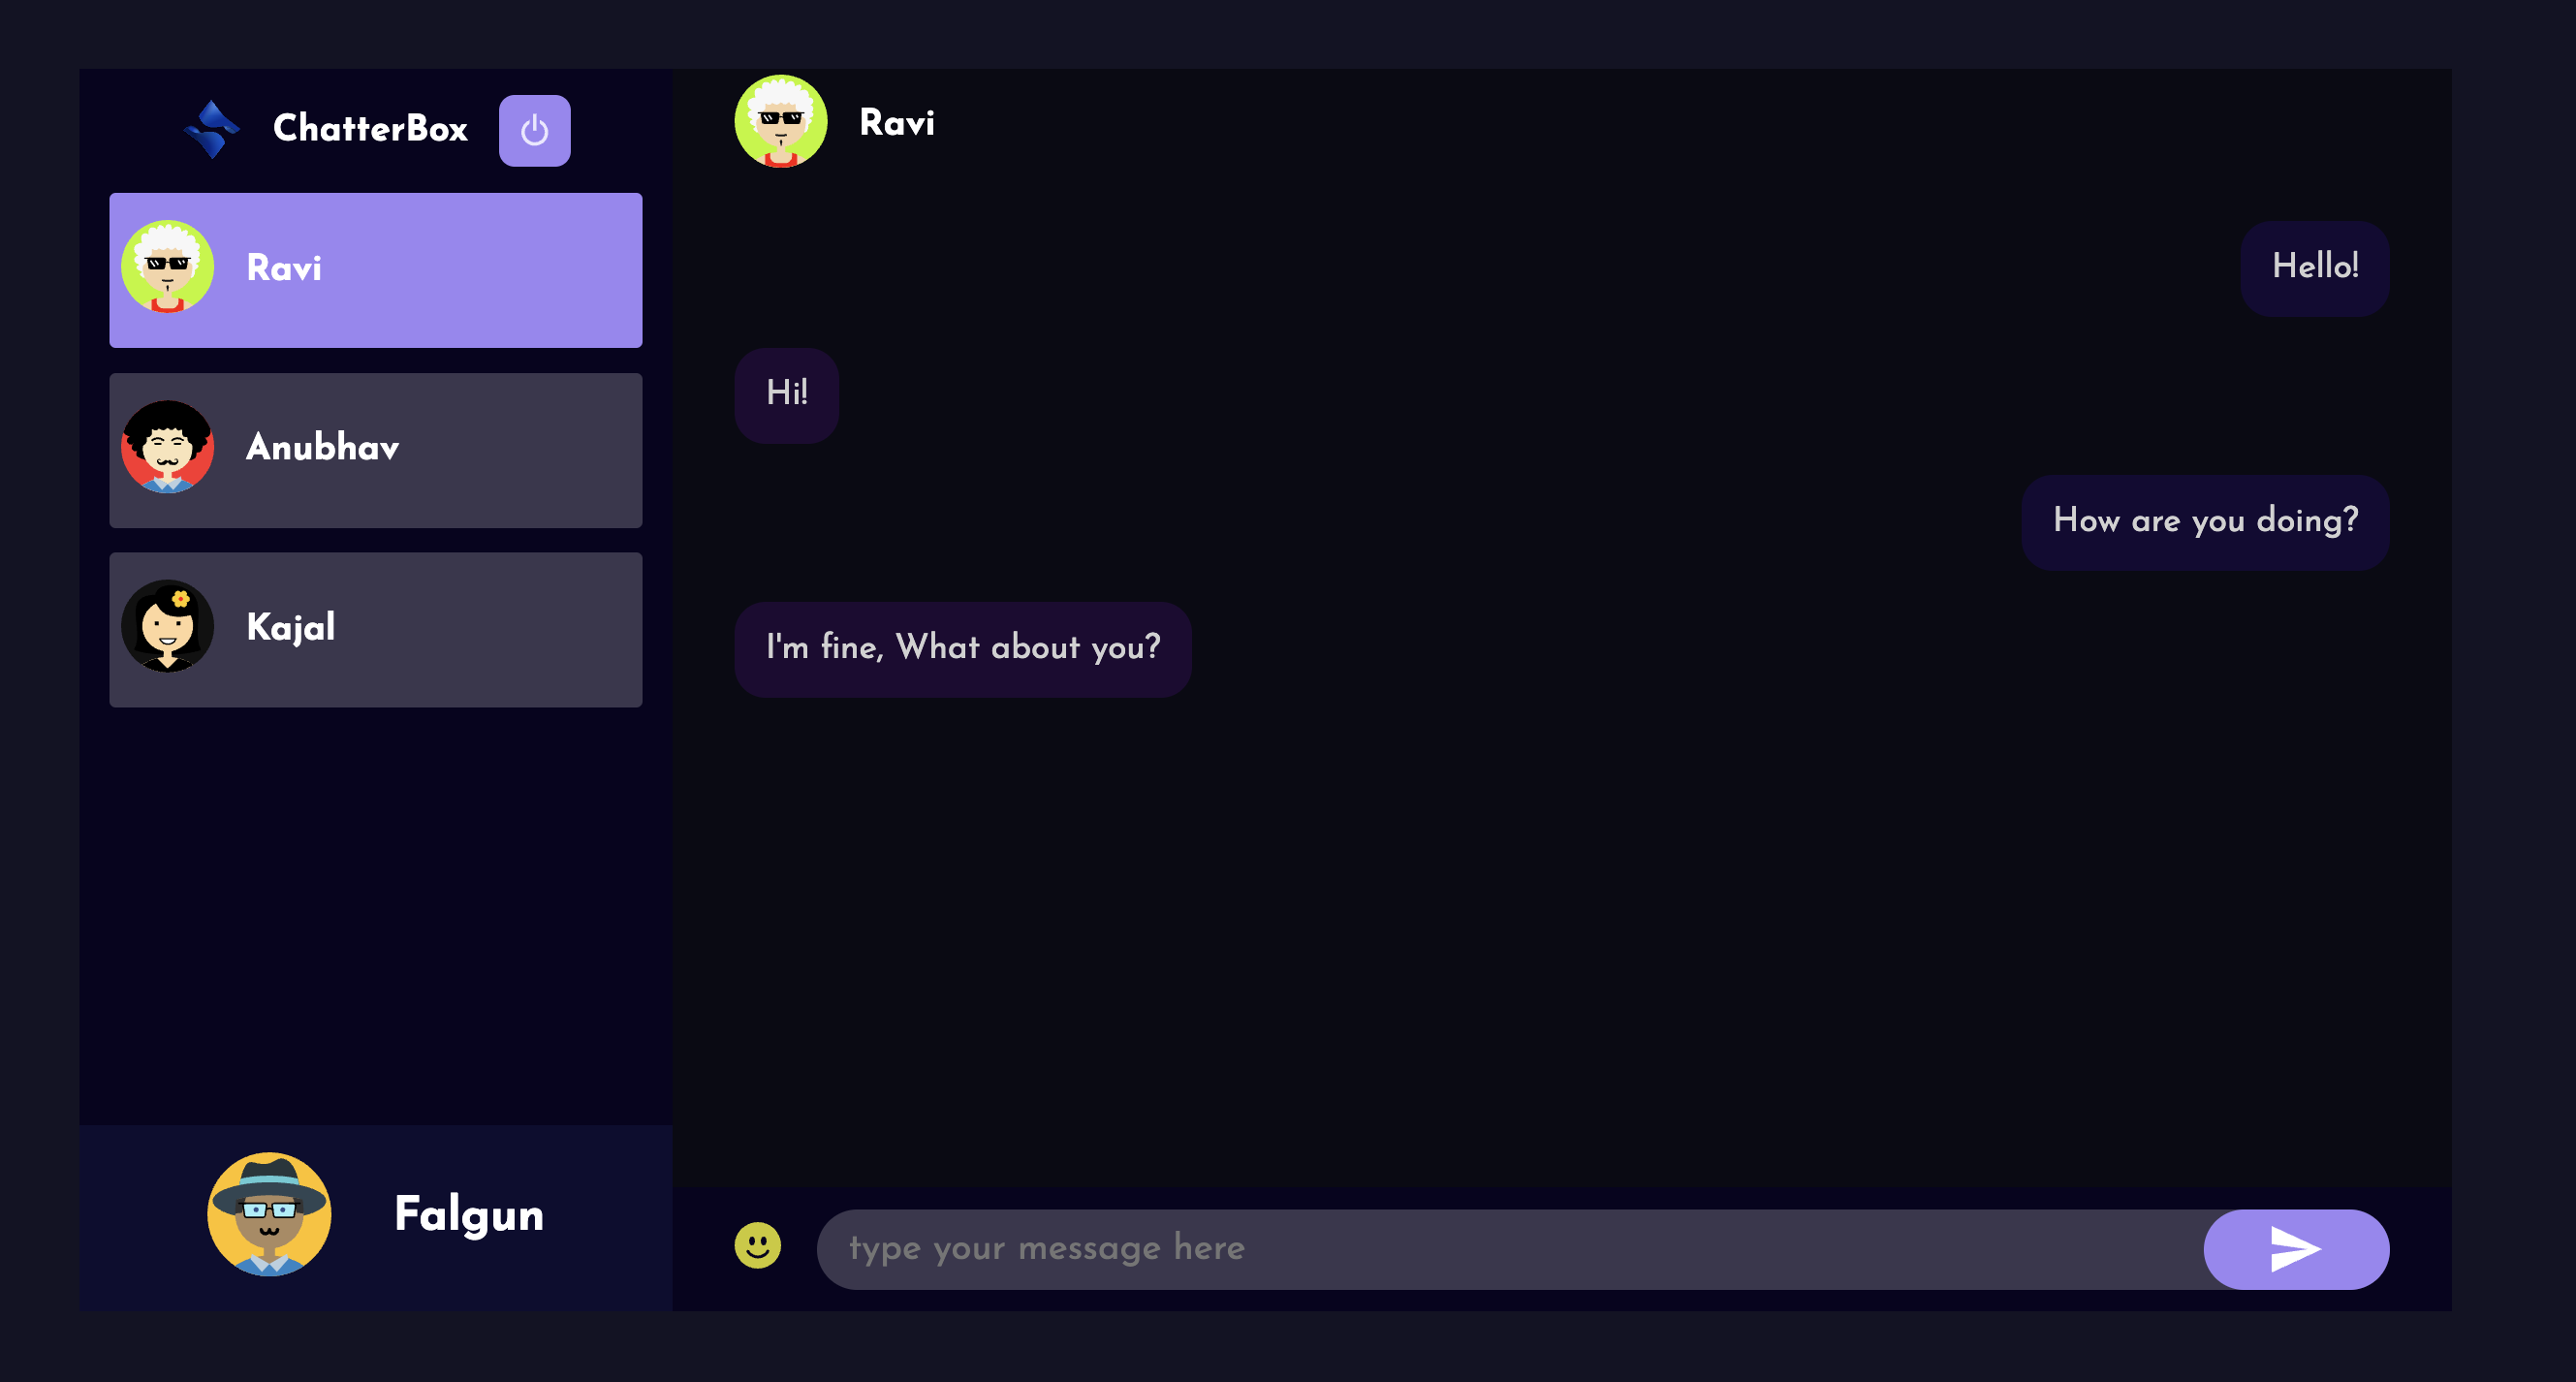 ChatterBox
Ravi
Anubhav
Kajal
Falgun
Ravi
Hello!
Hi!
How are you doing?
I'm fine, What about you?
type your message here